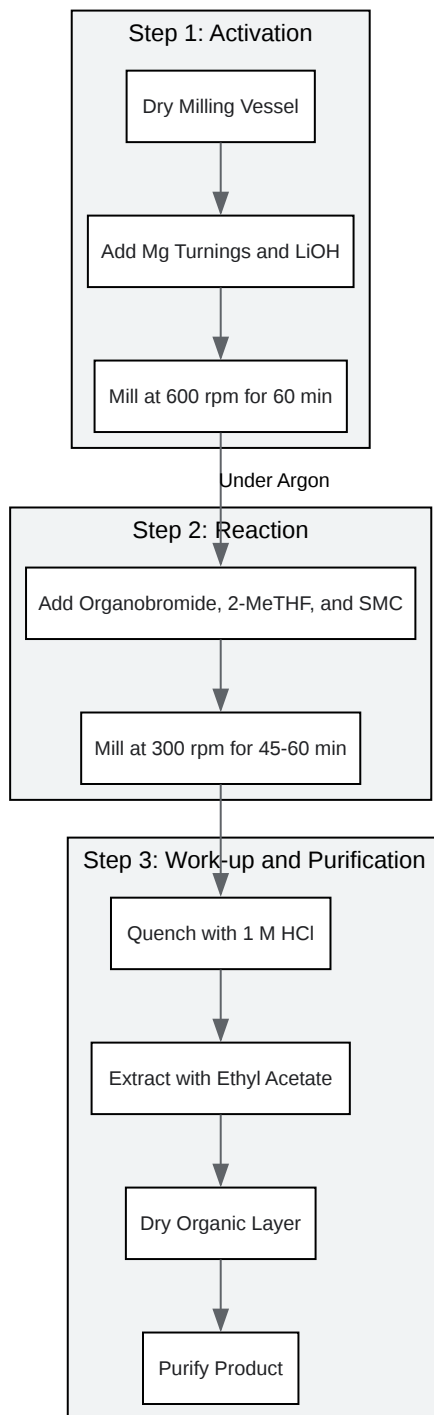 Step 1: Activation
Dry Milling Vessel
Add Mg Turnings and LiOH
Mill at 600 rpm for 60 min
Under Argon
Step 2: Reaction
Add Organobromide, 2-MeTHF, and SMC
Mill at 300 rpm for 45-60 min
Step 3: Work-up and Purification
Quench with 1 M HCl
Extract with Ethyl Acetate
Dry Organic Layer
Purify Product